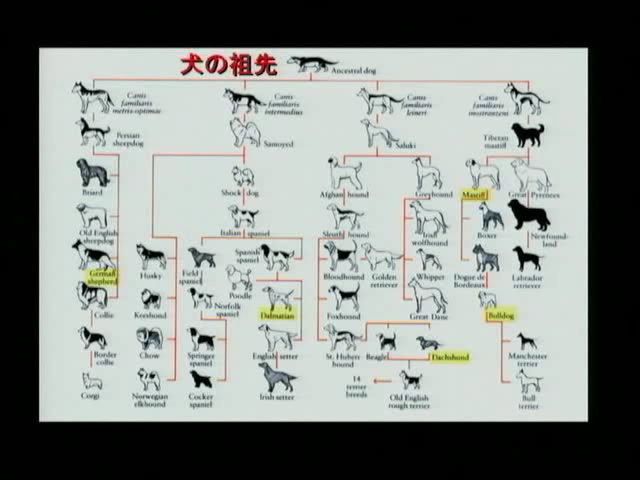 犬の祖先
Ancestral dog
Canis
familiaris
metris-optimae
Canis
familiaris
intermedius
Canis
familiaris
leineri
Canis
familiaris
inostranzeni
Persian
sheepdog
Samoyed
Saluki
Tibetan
mastiff
Briard
Shock dog
Afghan hound
Greyhound
Mastiff
Great Pyrenees
Old English
sheepdog
Italian spaniel
Sleuth hound
Irish
wolfhound
Boxer
Newfound-
land
German
shepherd
Husky
Field
spaniel
Spanish
spaniel
Poodle
Bloodhound
Golden
retriever
Whippet
Dogue de
Bordeaux
Labrador
retriever
Collie
Keeshond
Norfolk
spaniel
Dalmatian
Foxhound
Great Dane
Bulldog
Border
collie
Chow
Springer
spaniel
English setter
St. Hubert
hound
Beagle
Dachshund
Manchester
terrier
Corgi
Norwegian
elkhound
Cocker
spaniel
Irish setter
14
terrier
breeds
Old English
rough terrier
Bull
terrier